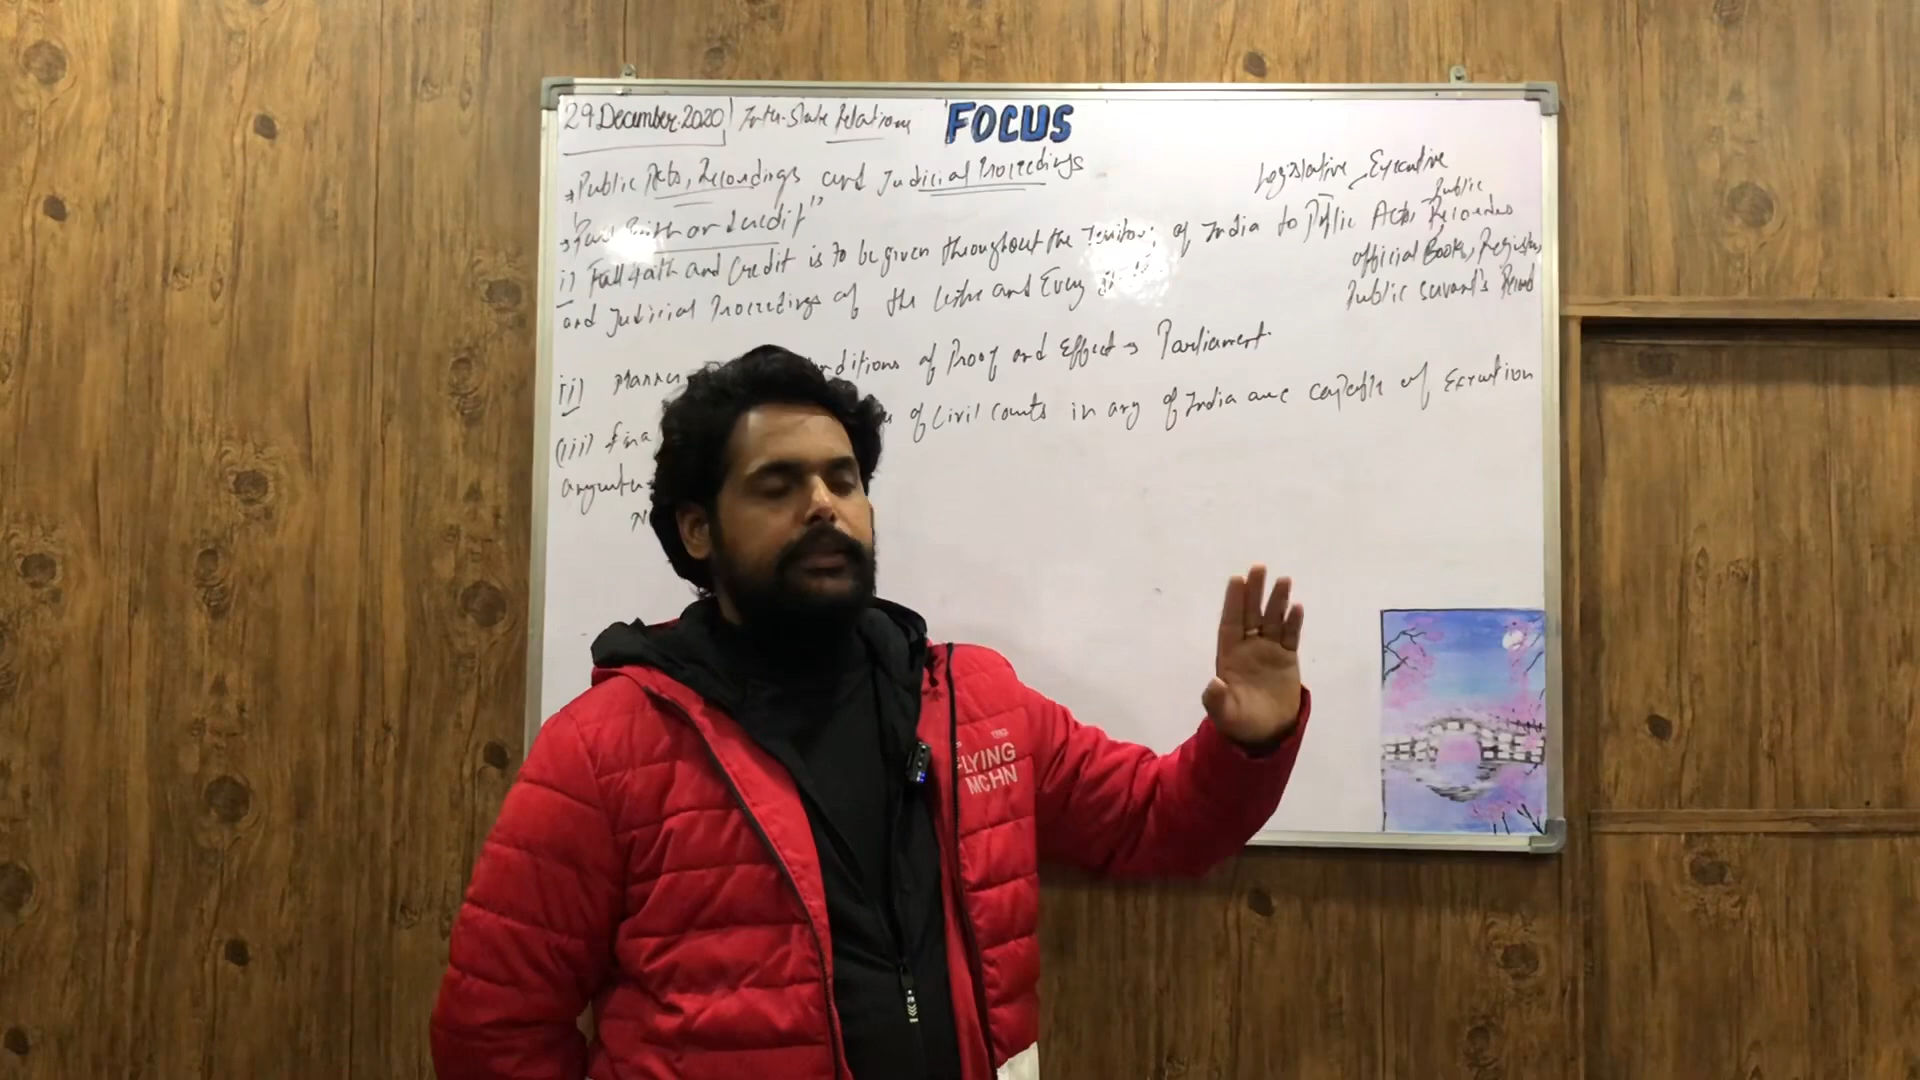 29 December 2020 Inter-State Relations FOCUS
Public Acts, Recordings and Judicial Proceedings
Legislative, Executive
"Full Faith or Credit"
Public
i) Full Faith and Credit is to be given throughout the Territory of India to Public Acts, Records
official Books, Registers
and Judicial Proceedings of the Centre and Every
Public Servant's Record
ii) Manner Conditions of Proof and Effect → Parliament.
(iii) of Civil Courts in any of India are capable of Execution
FLYING
MCHN